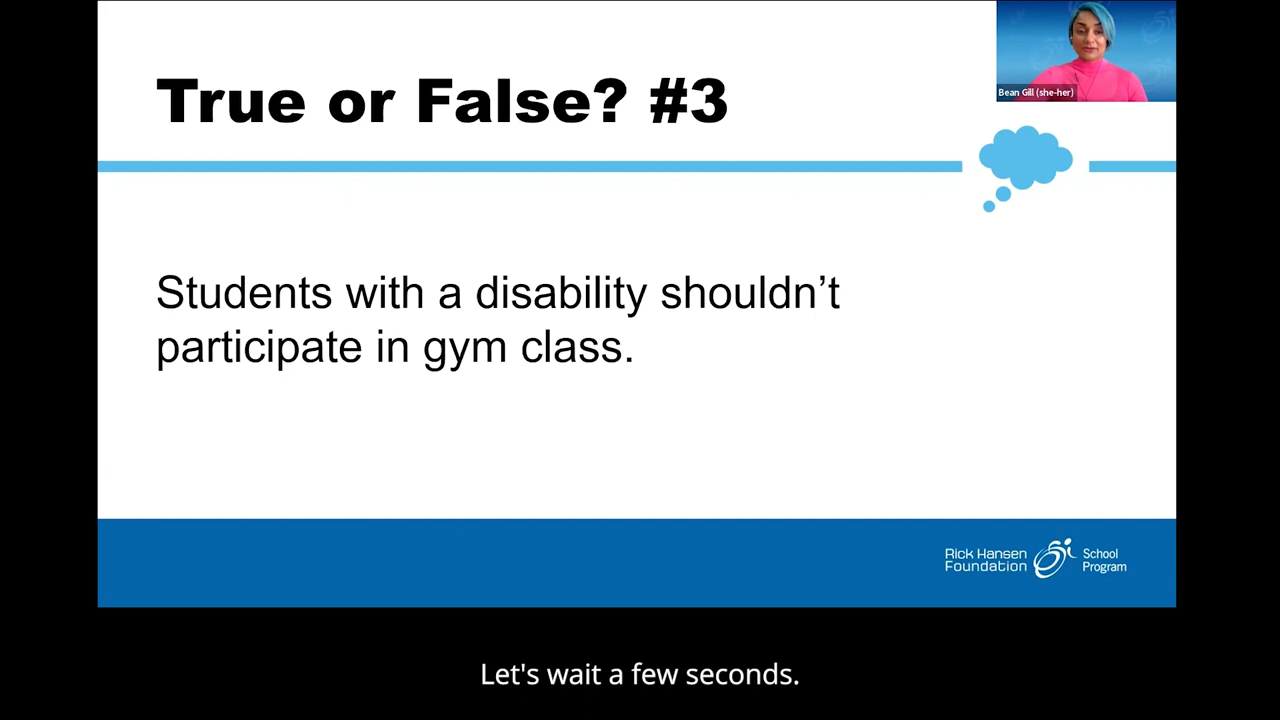 True or False? #3
Bean Gill (she-her)
Students with a disability shouldn’t
participate in gym class.
Rick Hansen
Foundation
School
Program
Let's wait a few seconds.